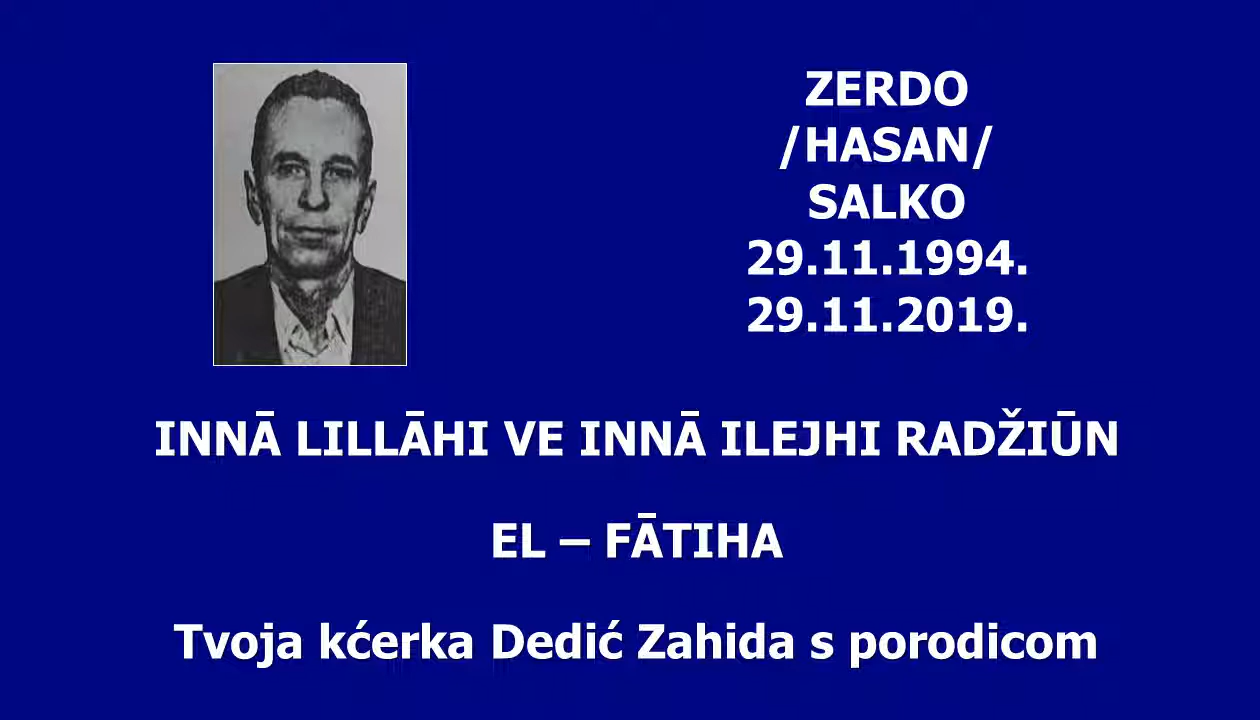 ZERDO
/HASAN/
SALKO
29.11.1994.
29.11.2019.
INNĀ LILLĀHI VE INNĀ ILEJHI RADŽIŪN
EL – FĀTIHA
Tvoja kćerka Dedić Zahida s porodicom